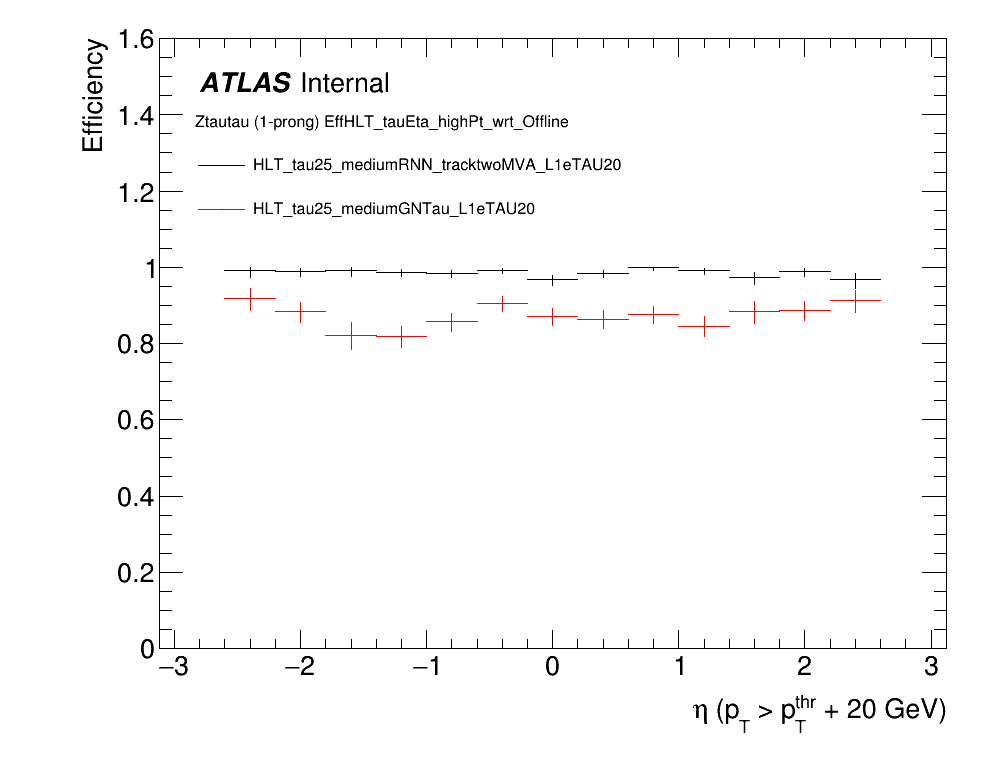 Efficiency
1.6
1.4
1.2
1
0.8
0.6
0.4
0.2
0
ATLAS Internal
Ztautau (1-prong) EffHLT_tauEta_highPt_wrt_Offline
HLT_tau25_mediumRNN_tracktwoMVA_L1eTAU20
HLT_tau25_mediumGNTau_L1eTAU20
−3 −2 −1 0 1 2 3
η (p_T > p_T^thr + 20 GeV)